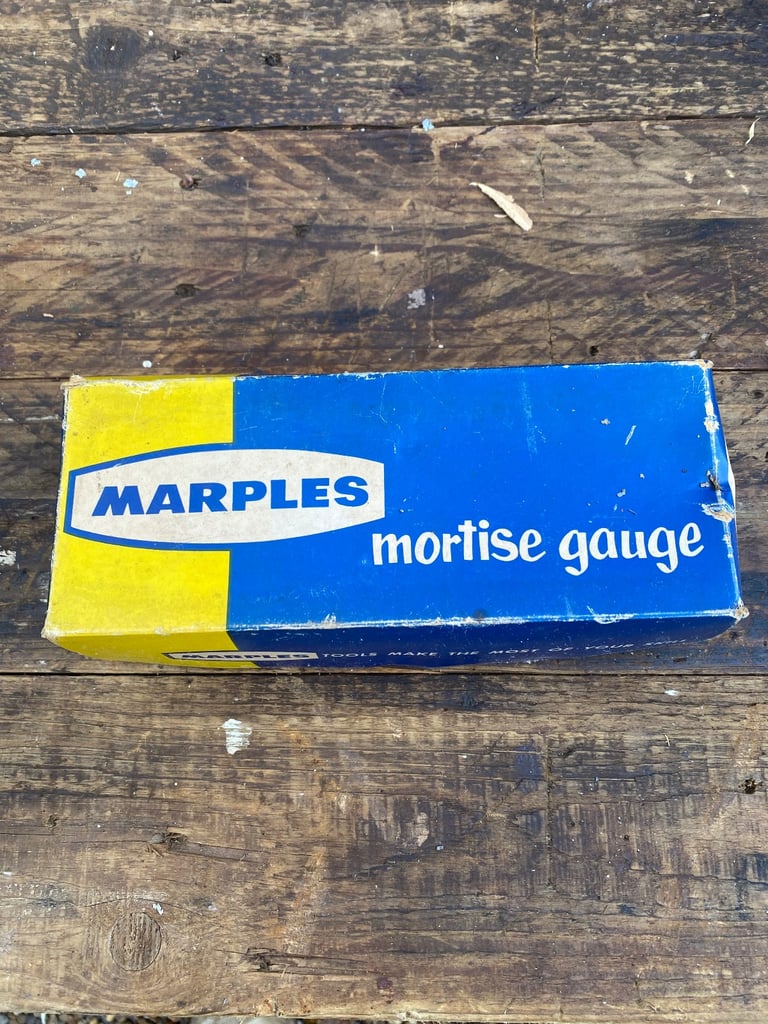 MARPLES
mortise gauge
MARPLES TOOLS MAKE THE MOST OF YOUR